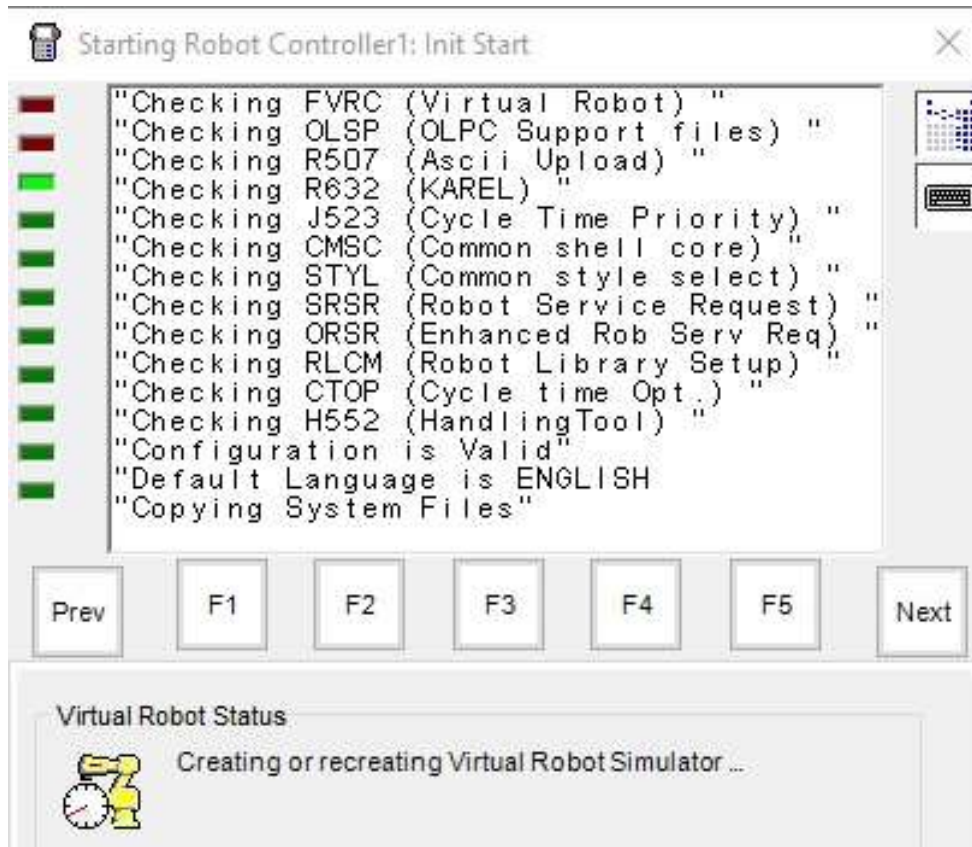 Starting Robot Controller1: Init Start
"Checking FVRC (Virtual Robot) "
"Checking OLSP (OLPC Support files) "
"Checking R507 (Ascii Upload) "
"Checking R632 (KAREL) "
"Checking J523 (Cycle Time Priority) "
"Checking CMSC (Common shell core) "
"Checking STYL (Common style select) "
"Checking SRSR (Robot Service Request) "
"Checking ORSR (Enhanced Rob Serv Req) "
"Checking RLCM (Robot Library Setup) "
"Checking CTOP (Cycle time Opt.) "
"Checking H552 (HandlingTool) "
"Configuration is Valid"
"Default Language is ENGLISH
"Copying System Files"
Prev F1 F2 F3 F4 F5 Next
Virtual Robot Status
Creating or recreating Virtual Robot Simulator ...